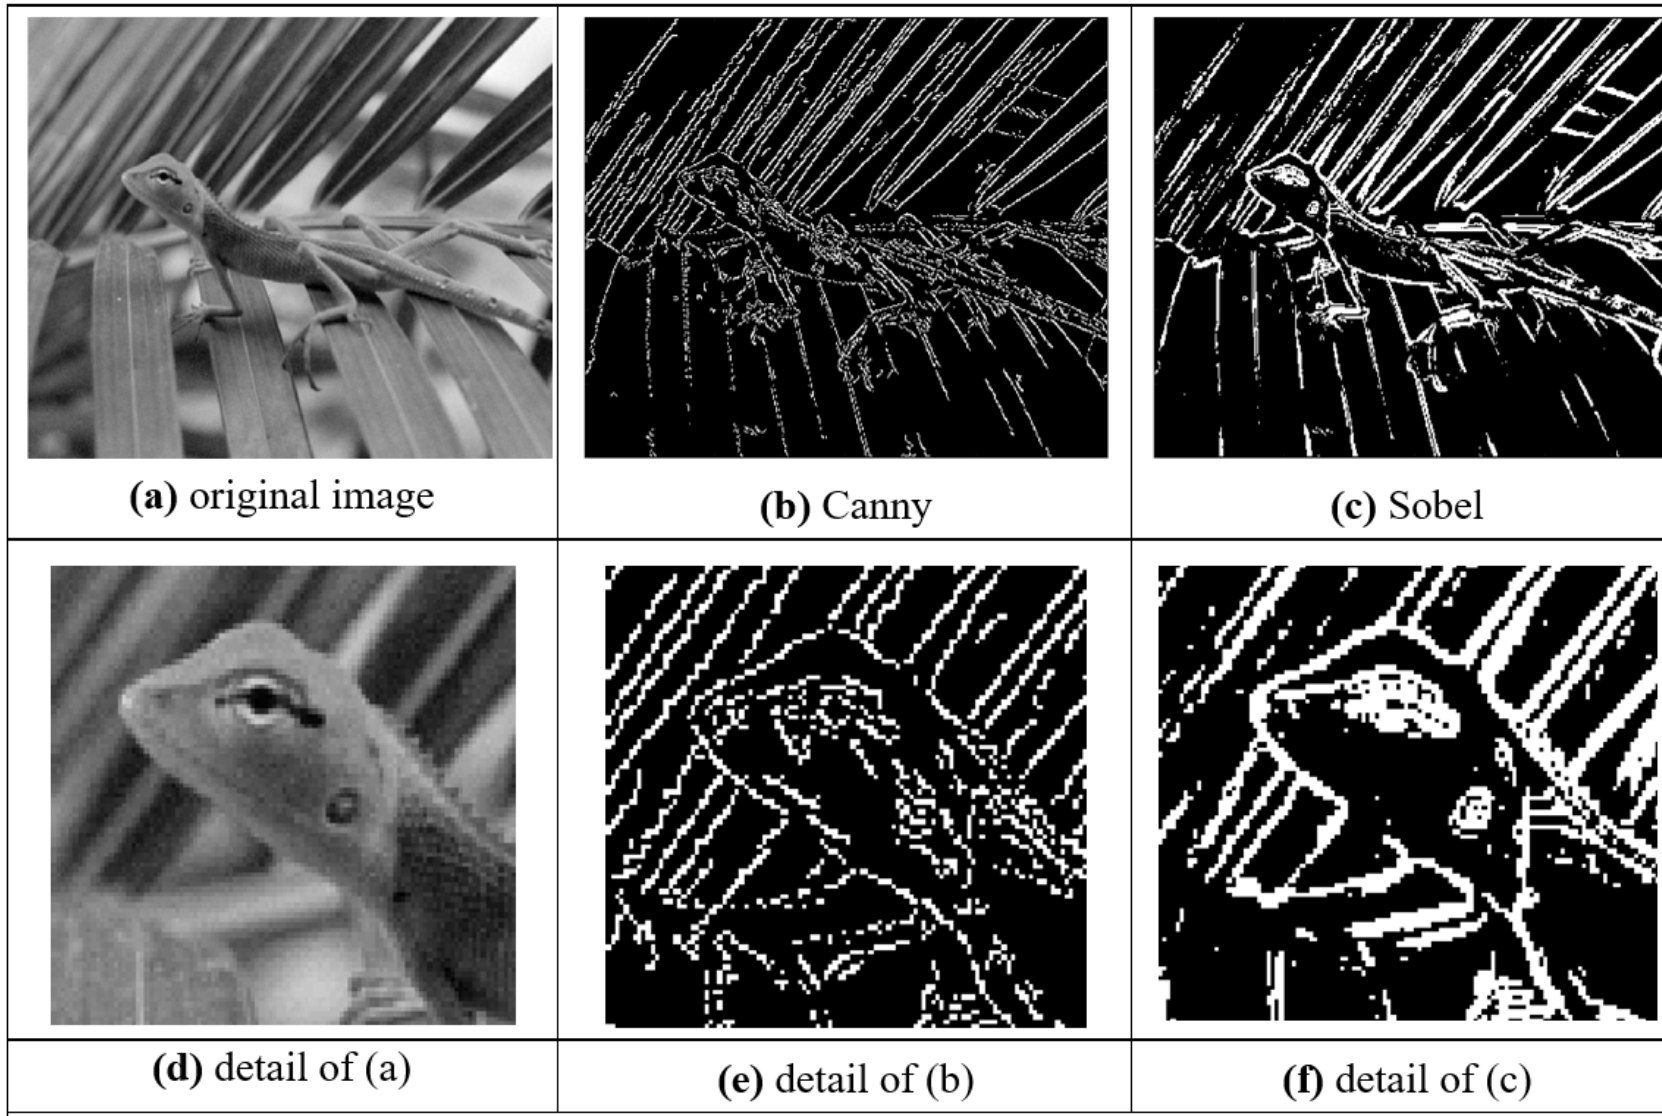 (a) original image
(b) Canny
(c) Sobel
(d) detail of (a)
(e) detail of (b)
(f) detail of (c)